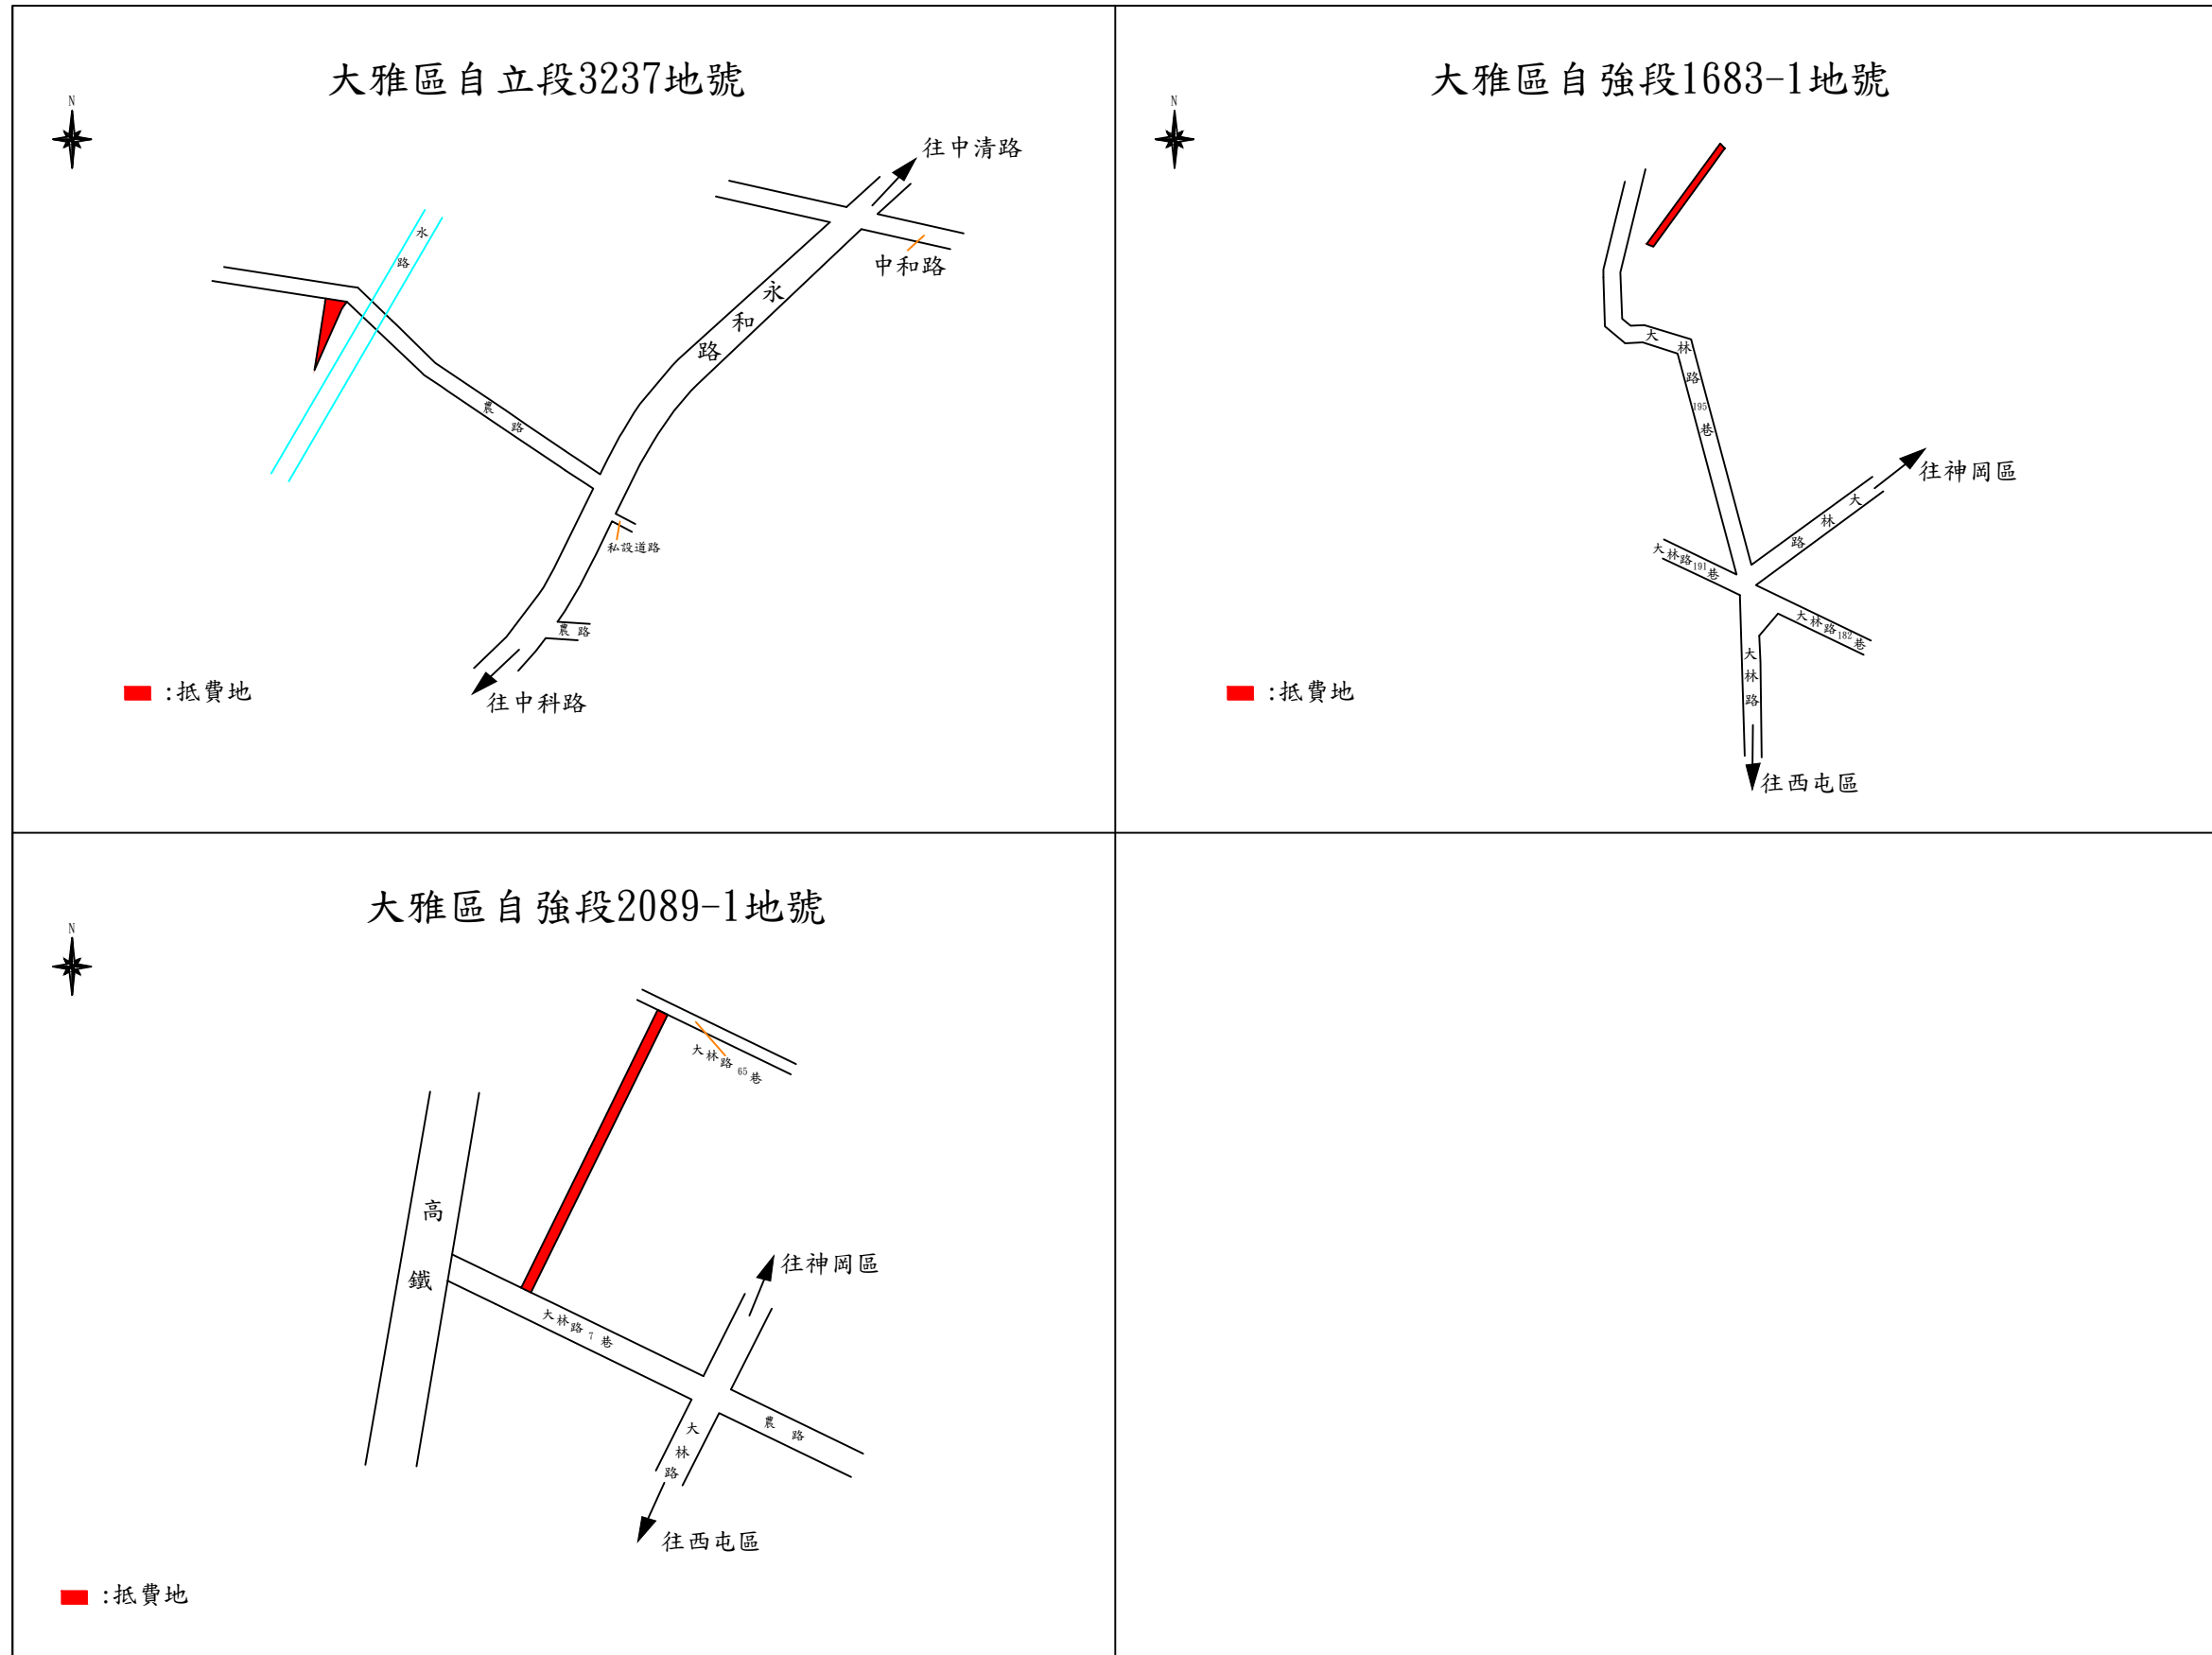 大雅區自立段3237地號
N
往中清路
水路
中和路
永和路
農路
私設道路
農路
:抵費地
往中科路
大雅區自強段1683-1地號
N
大林路195巷
往神岡區
大林路
大林路191巷
大林路182巷
大林路
:抵費地
往西屯區
大雅區自強段2089-1地號
N
大林路65巷
高鐵
往神岡區
大林路7巷
農路
大林路
往西屯區
:抵費地